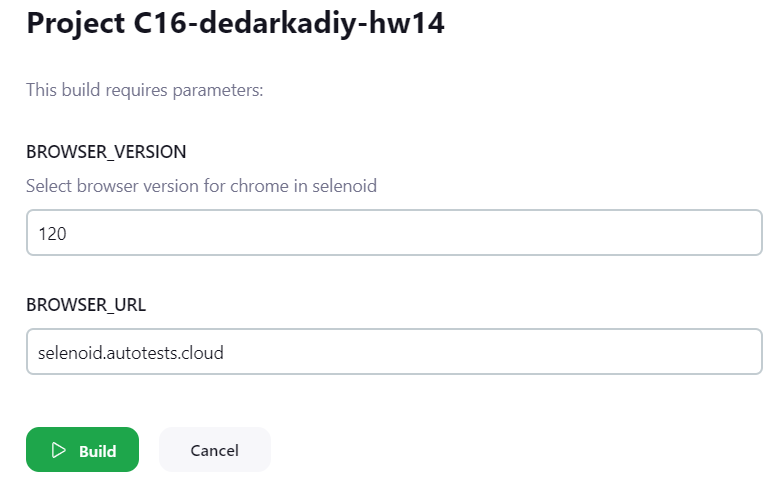 Project C16-dedarkadiy-hw14
This build requires parameters:
BROWSER_VERSION
Select browser version for chrome in selenoid
120
BROWSER_URL
selenoid.autotests.cloud
Build
Cancel